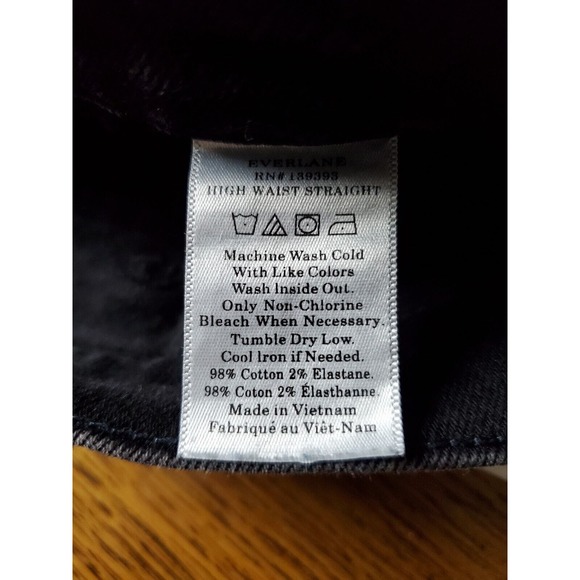 EVERLANE
RN# 139393
HIGH WAIST STRAIGHT
Machine Wash Cold
With Like Colors
Wash Inside Out.
Only Non-Chlorine
Bleach When Necessary.
Tumble Dry Low.
Cool Iron if Needed.
98% Cotton 2% Elastane.
98% Coton 2% Élasthanne.
Made in Vietnam
Fabriqué au Viêt-Nam